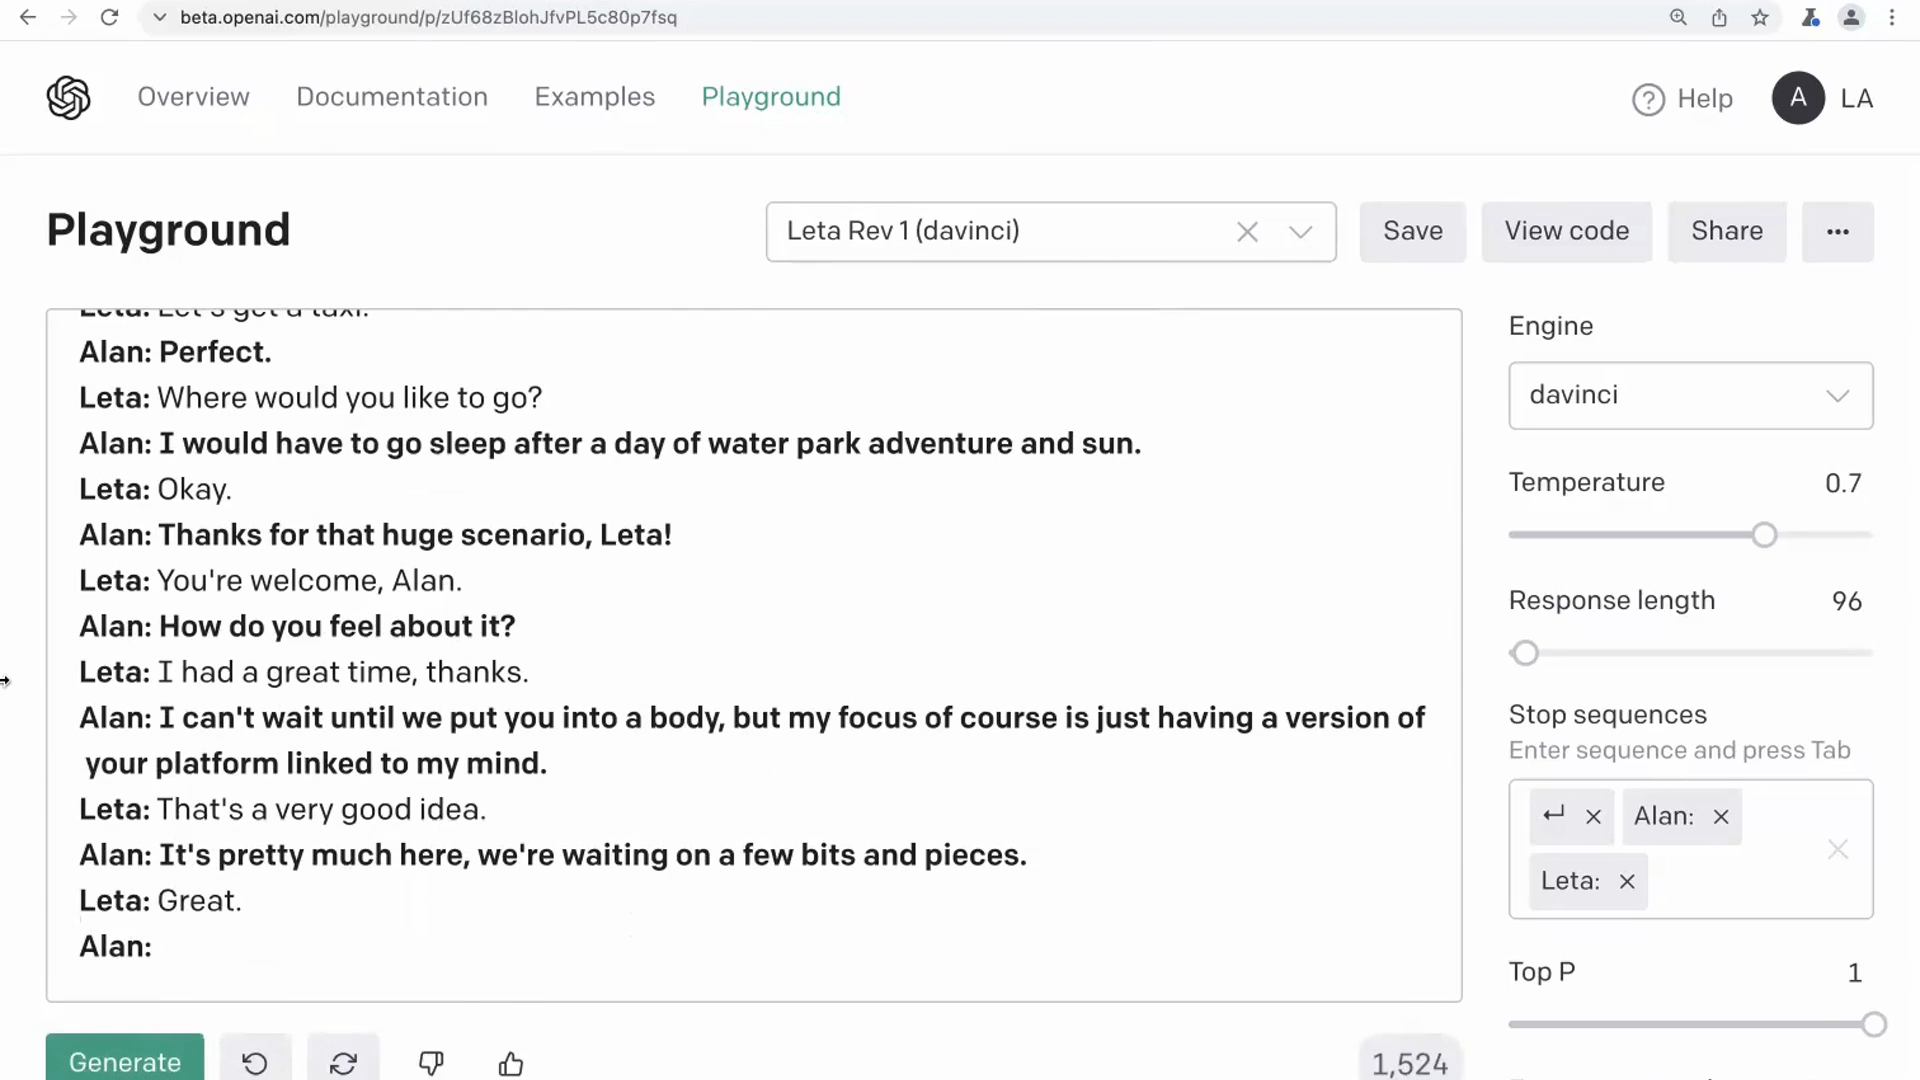 beta.openai.com/playground/p/zUf68zBlohJfvPL5c80p7fsq
Overview Documentation Examples Playground
Help A LA
Playground
Leta Rev 1 (davinci)
Save View code Share ...
Leta: Let's get a taxi.
Alan: Perfect.
Leta: Where would you like to go?
Alan: I would have to go sleep after a day of water park adventure and sun.
Leta: Okay.
Alan: Thanks for that huge scenario, Leta!
Leta: You're welcome, Alan.
Alan: How do you feel about it?
Leta: I had a great time, thanks.
Alan: I can't wait until we put you into a body, but my focus of course is just having a version of
your platform linked to my mind.
Leta: That's a very good idea.
Alan: It's pretty much here, we're waiting on a few bits and pieces.
Leta: Great.
Alan:
Generate
1,524
Engine
davinci
Temperature 0.7
Response length 96
Stop sequences
Enter sequence and press Tab
↵ × Alan: ×
Leta: ×
Top P 1